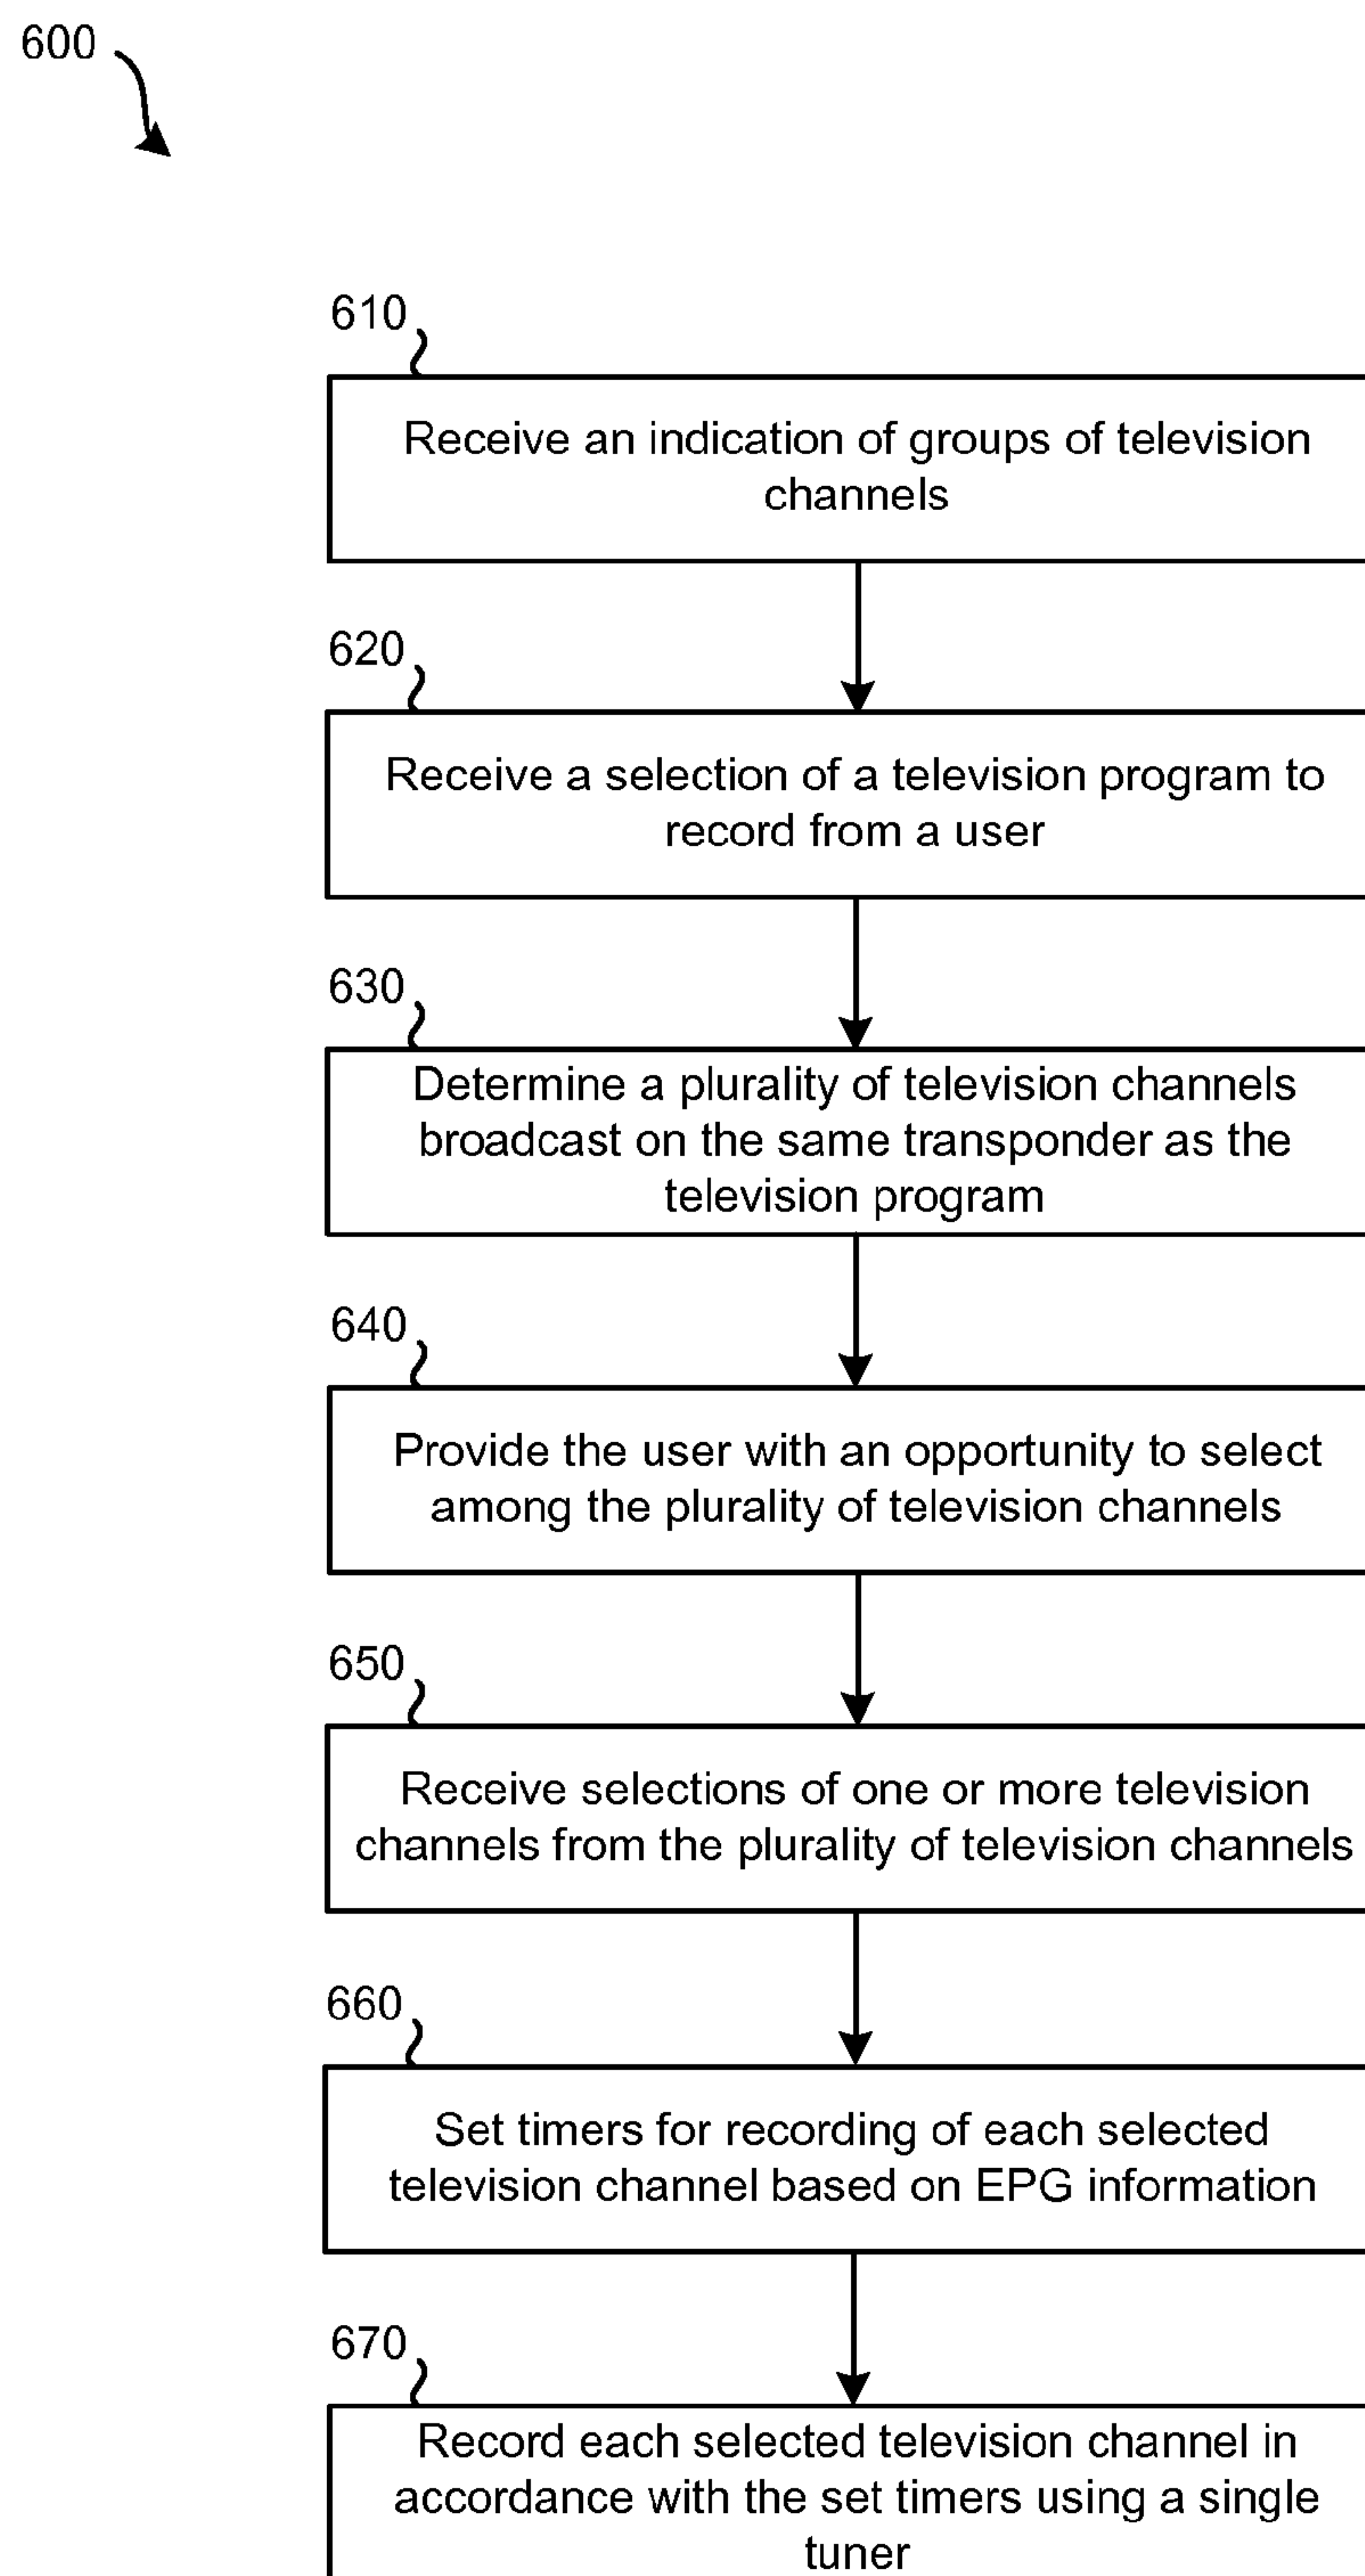 600
610
Receive an indication of groups of television
channels
620
Receive a selection of a television program to
record from a user
630
Determine a plurality of television channels
broadcast on the same transponder as the
television program
640
Provide the user with an opportunity to select
among the plurality of television channels
650
Receive selections of one or more television
channels from the plurality of television channels
660
Set timers for recording of each selected
television channel based on EPG information
670
Record each selected television channel in
accordance with the set timers using a single
tuner